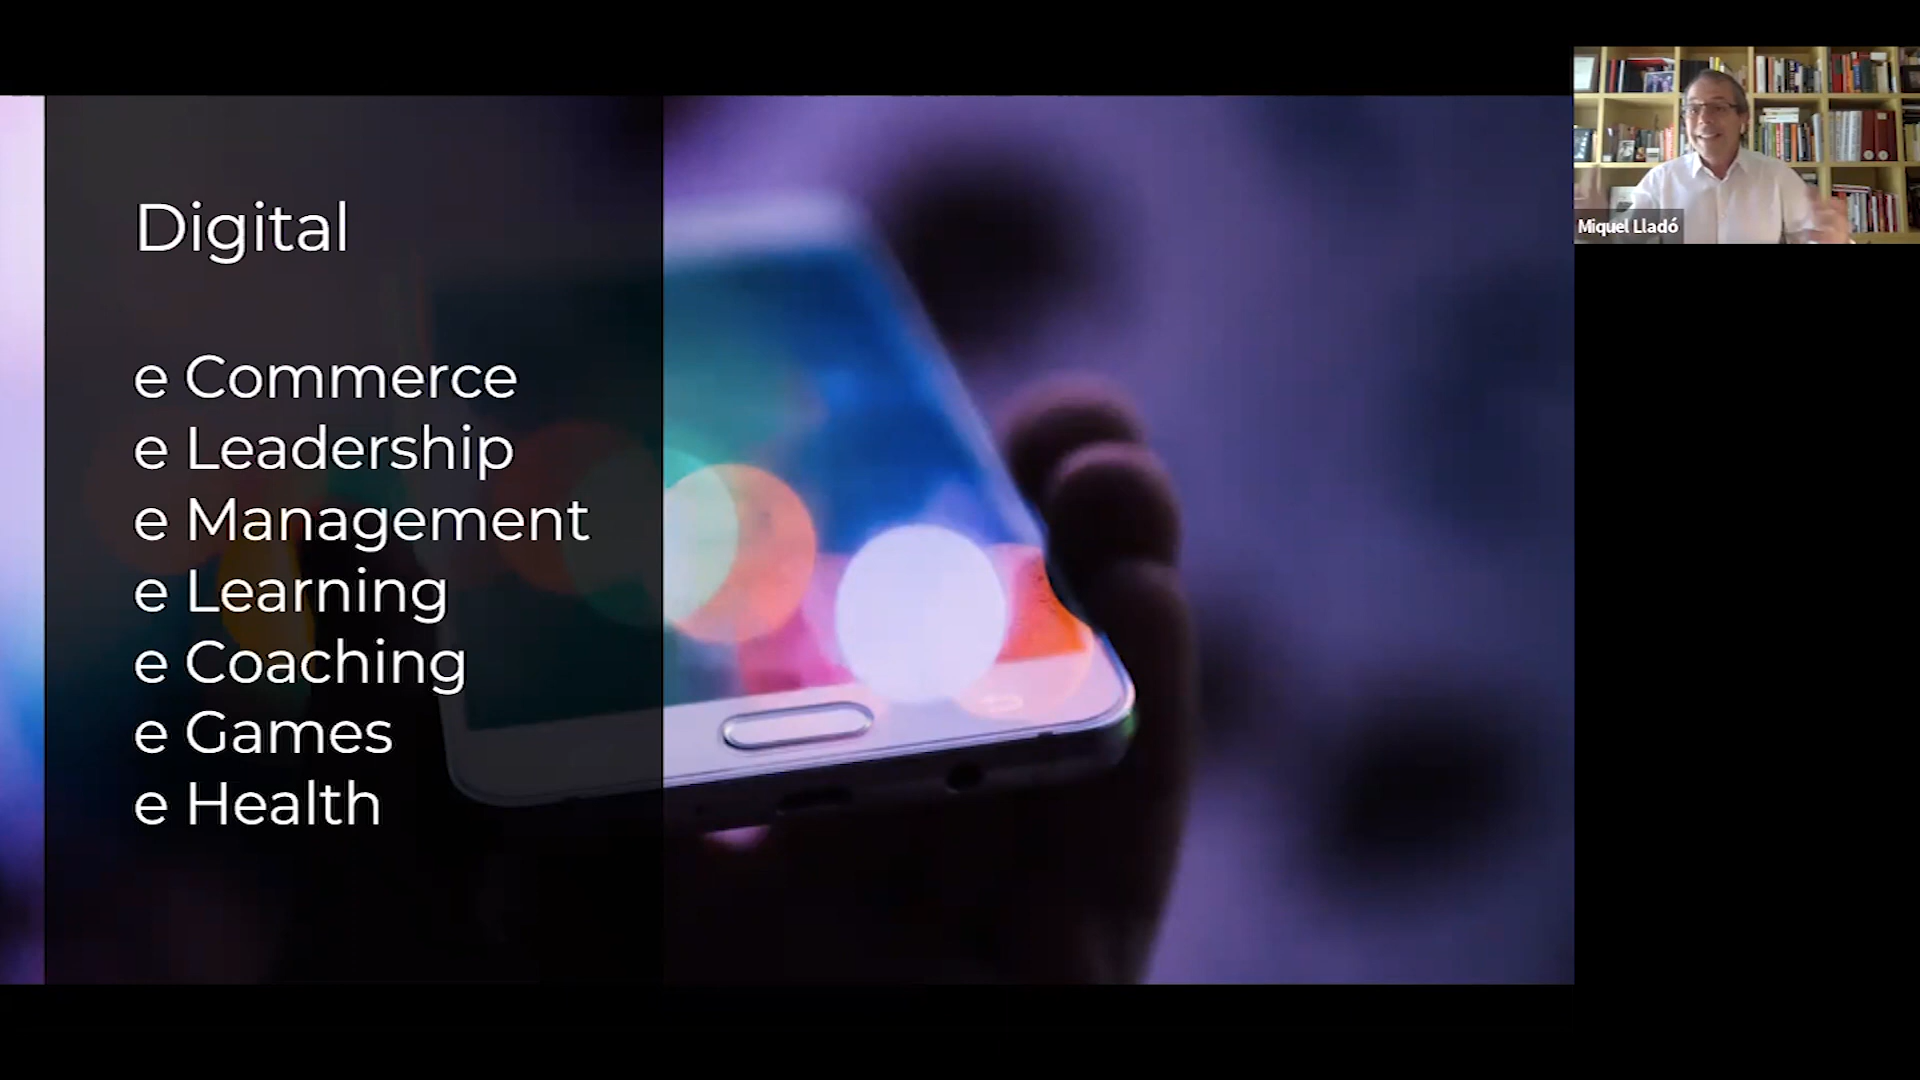 Digital
e Commerce
e Leadership
e Management
e Learning
e Coaching
e Games
e Health
Miquel Lladó